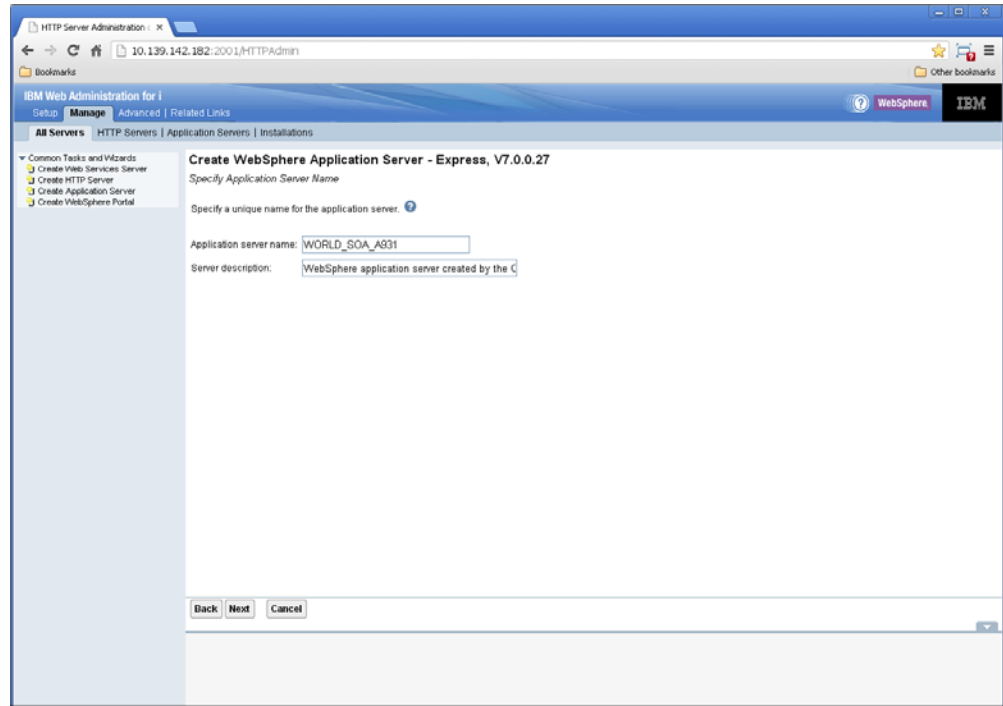 HTTP Server Administration
10.139.142.182:2001/HTTPAdmin
Bookmarks
Other bookmarks
IBM Web Administration for i
Setup Manage Advanced | Related Links
WebSphere. IBM
All Servers HTTP Servers | Application Servers | Installations
Common Tasks and Wizards
Create Web Services Server
Create HTTP Server
Create Application Server
Create WebSphere Portal
Create WebSphere Application Server - Express, V7.0.0.27
Specify Application Server Name
Specify a unique name for the application server.
Application server name: WORLD_SOA_A931
Server description: WebSphere application server created by the C
Back Next Cancel